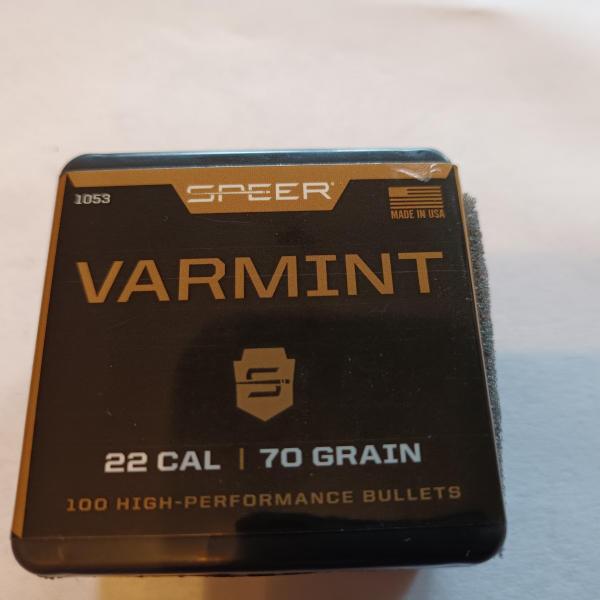 1053
SPEER
MADE IN USA
VARMINT
S
22 CAL | 70 GRAIN
100 HIGH-PERFORMANCE BULLETS